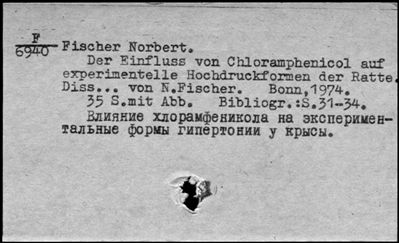 F
6940
Fischer Norbert.
Der Einfluss von Chloramphenicol auf
experimentelle Hochdruckformen der Ratte.
Diss... von N.Fischer. Bonn,1974.
35 S.mit Abb. Bibliogr.:S.31-34.
Влияние хлорамфеникола на эксперимен-
тальные формы гипертонии у крысы.